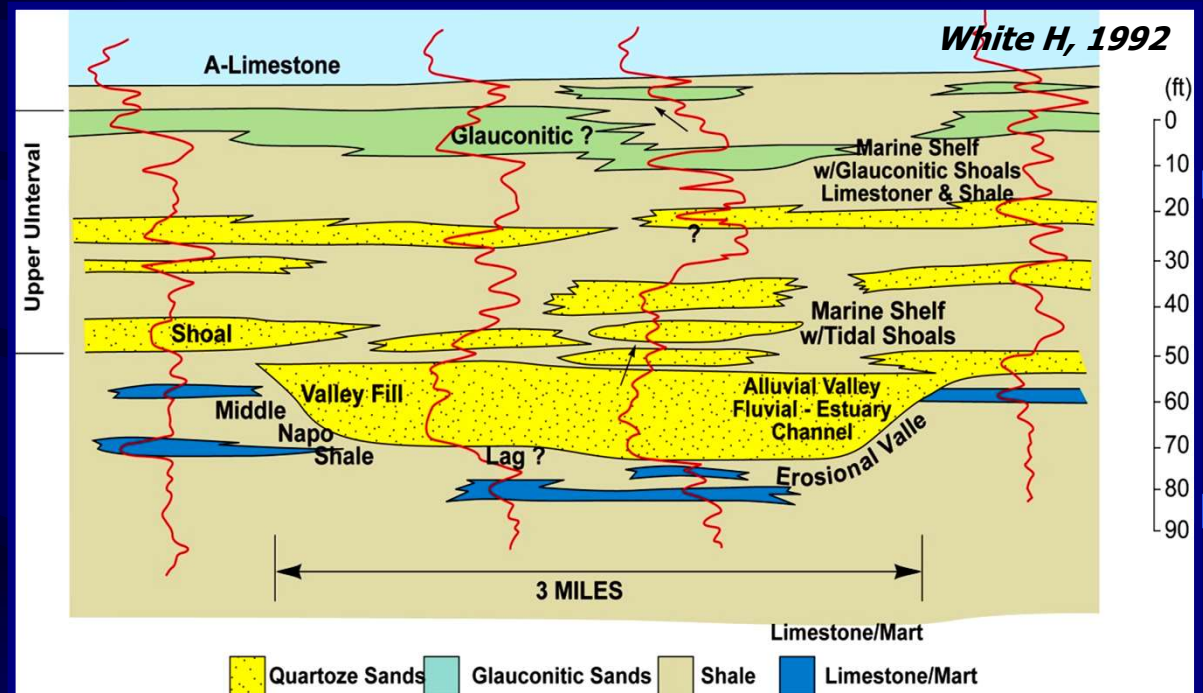 White H, 1992
A-Limestone
(ft)
0
Glauconitic ?
Marine Shelf
w/Glauconitic Shoals
Limestoner & Shale
10
20
?
30
Upper UInterval
40
Shoal
Marine Shelf
w/Tidal Shoals
50
Valley Fill
Alluvial Valley
Fluvial - Estuary
Channel
60
Middle
Napo
Shale
70
Lag ?
Erosional Valle
80
90
3 MILES
Limestone/Mart
Quartoze Sands
Glauconitic Sands
Shale
Limestone/Mart